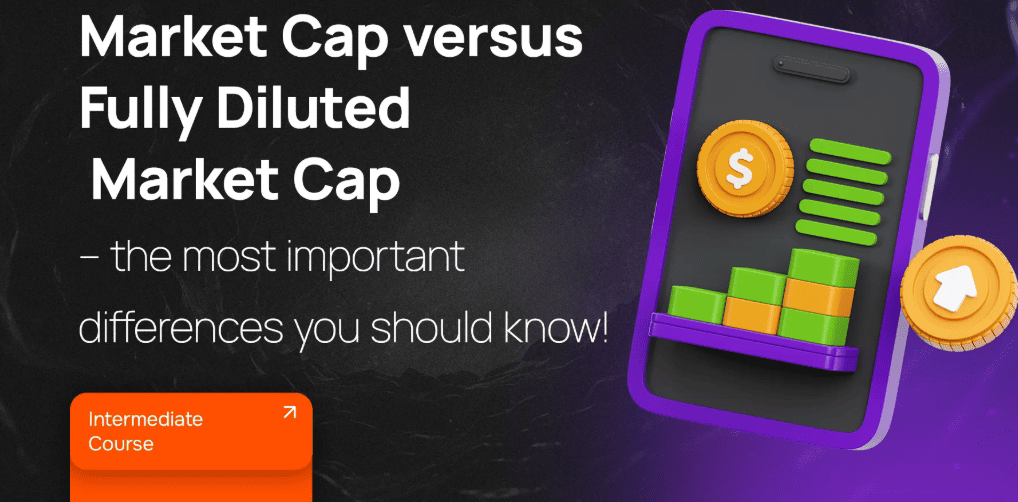 Market Cap versus
Fully Diluted
Market Cap
– the most important
differences you should know!
Intermediate
Course
$